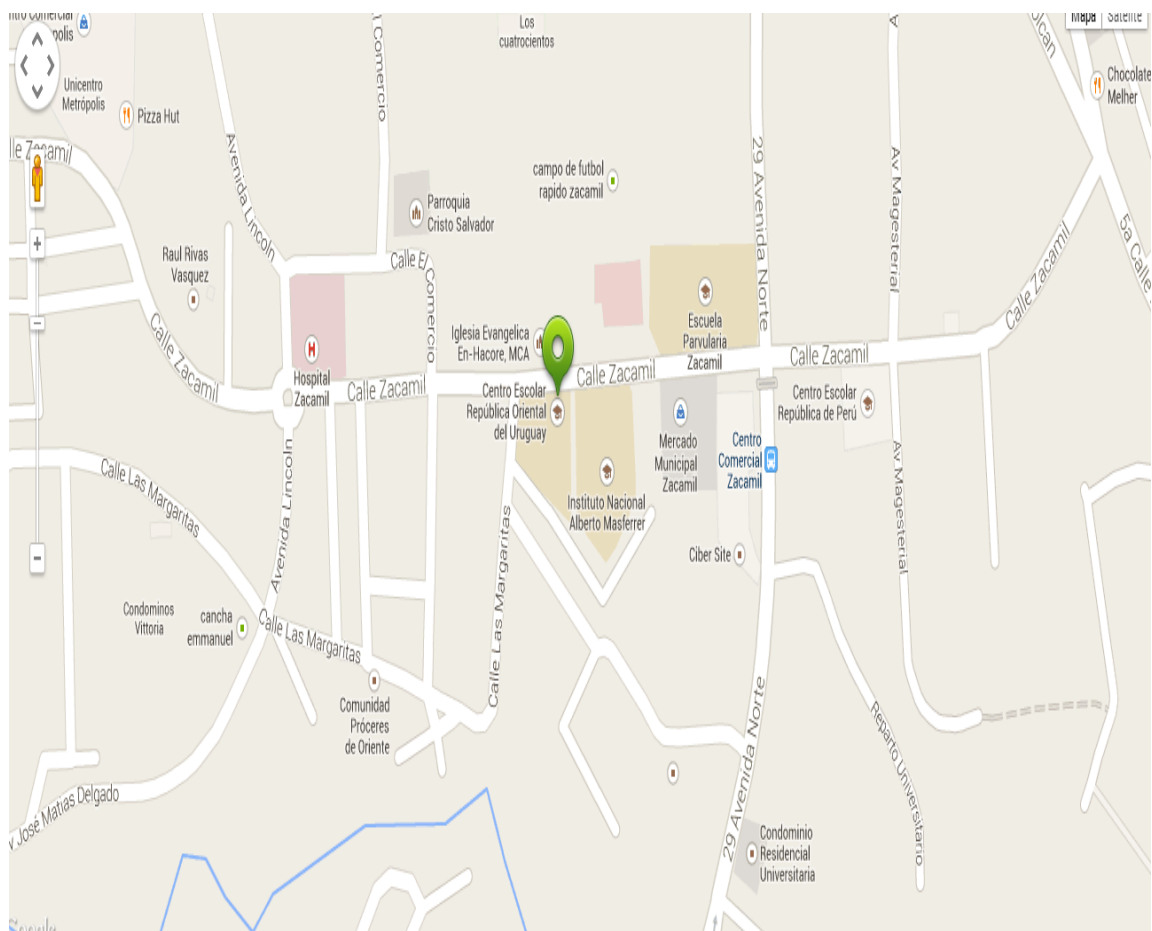 Mapa
Satélite
Los
cuatrocientos
Unicentro
Metrópolis
Pizza Hut
Chocolate
Melher
Calle Zacamil
Avenida Lincoln
El Comercio
campo de futbol
rapido zacamil
29 Avenida Norte
Av Magesterial
5a Calle
Parroquia
Cristo Salvador
Raul Rivas
Vasquez
Calle El Comercio
Escuela
Parvularia
Zacamil
Calle Zacamil
Calle Zacamil
Iglesia Evangelica
En-Hacore, MCA
Hospital
Zacamil
Calle Zacamil
Calle Zacamil
Calle Zacamil
Centro Escolar
República Oriental
del Uruguay
Centro Escolar
República de Perú
Mercado
Municipal
Zacamil
Centro
Comercial
Zacamil
Instituto Nacional
Alberto Masferrer
Calle Las Margaritas
Avenida Lincoln
Calle Las Margaritas
Av Magesterial
Ciber Site
Condominos
Vittoria
cancha
emmanuel
Calle Las Margaritas
Comunidad
Próceres
de Oriente
29 Avenida Norte
Reparto Universitario
José Matías Delgado
Condominio
Residencial
Universitaria